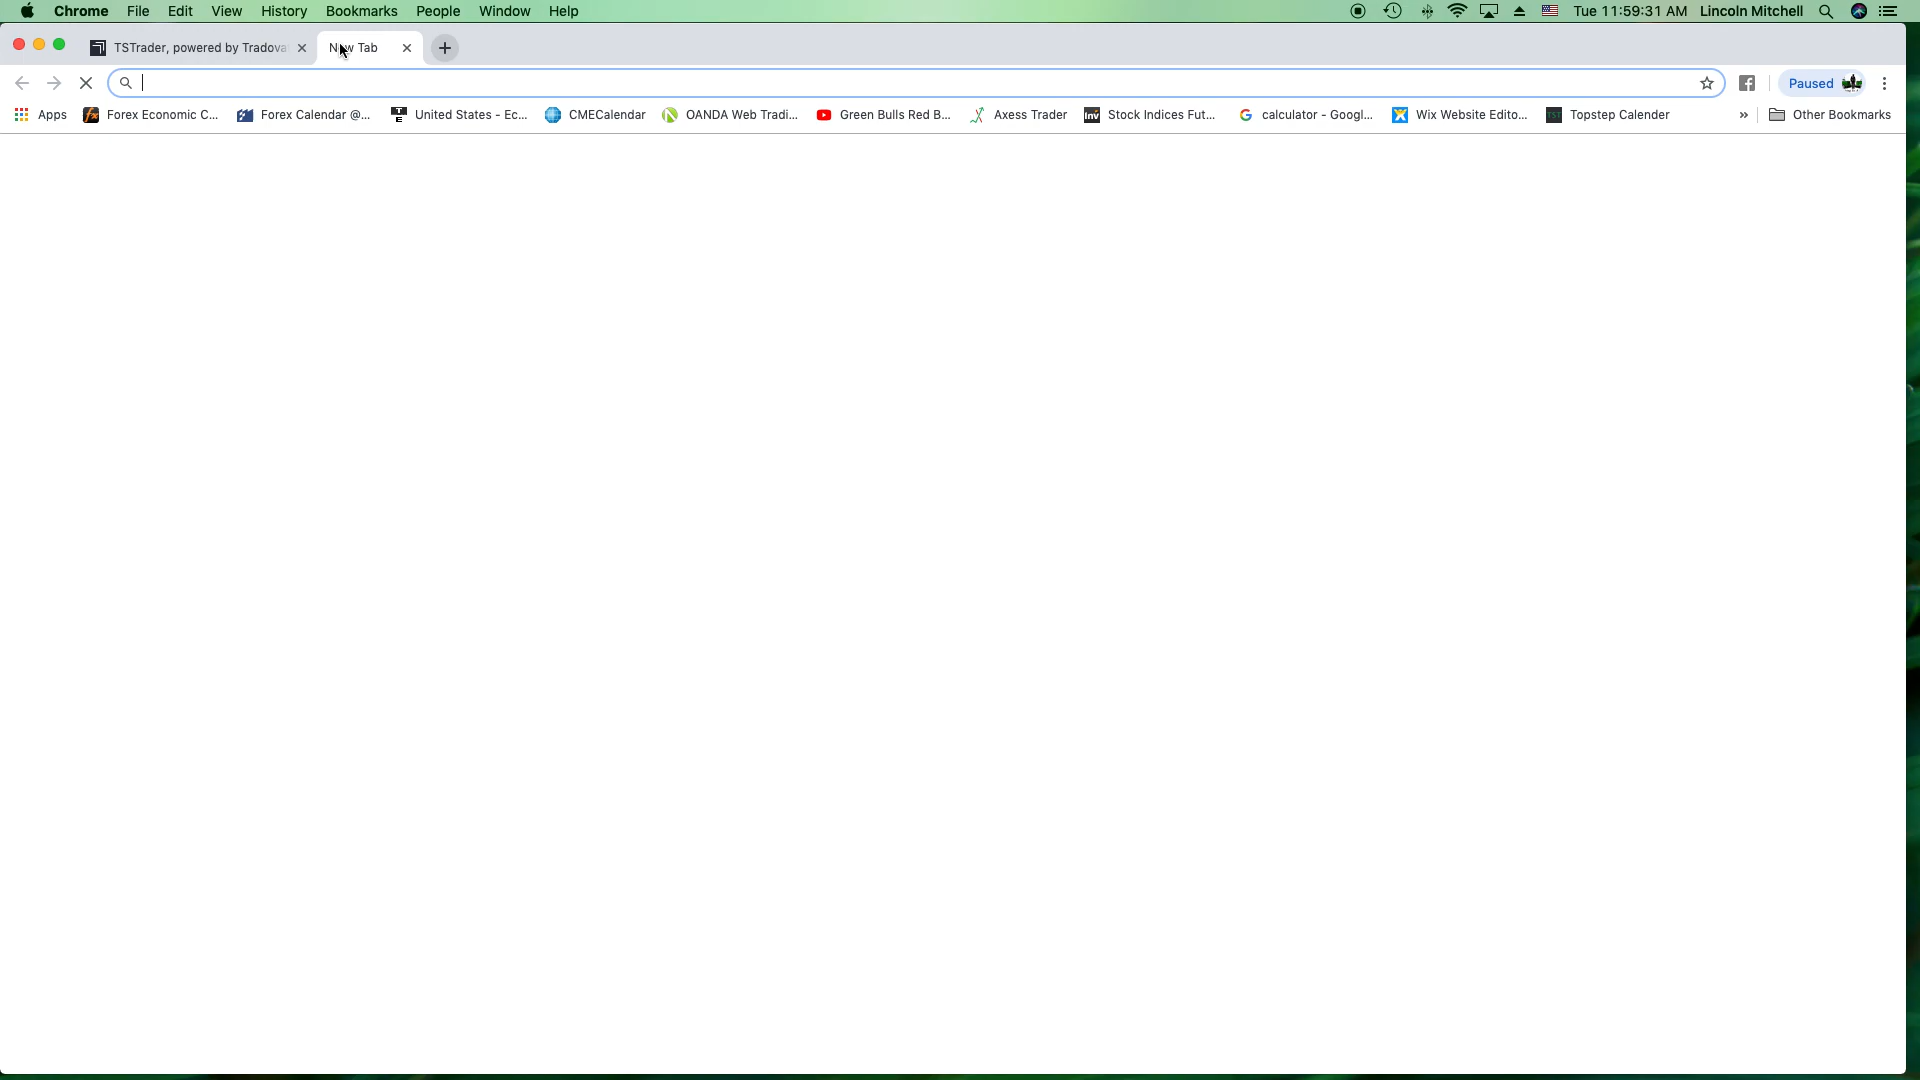 Chrome File Edit View History Bookmarks People Window Help Tue 11:59:31 AM Lincoln Mitchell
TSTrader, powered by Tradova New Tab
Paused
Apps Forex Economic C... Forex Calendar @... United States - Ec... CMECalendar OANDA Web Tradi... Green Bulls Red B... Axess Trader Stock Indices Fut... calculator - Googl... Wix Website Edito... Topstep Calender » Other Bookmarks